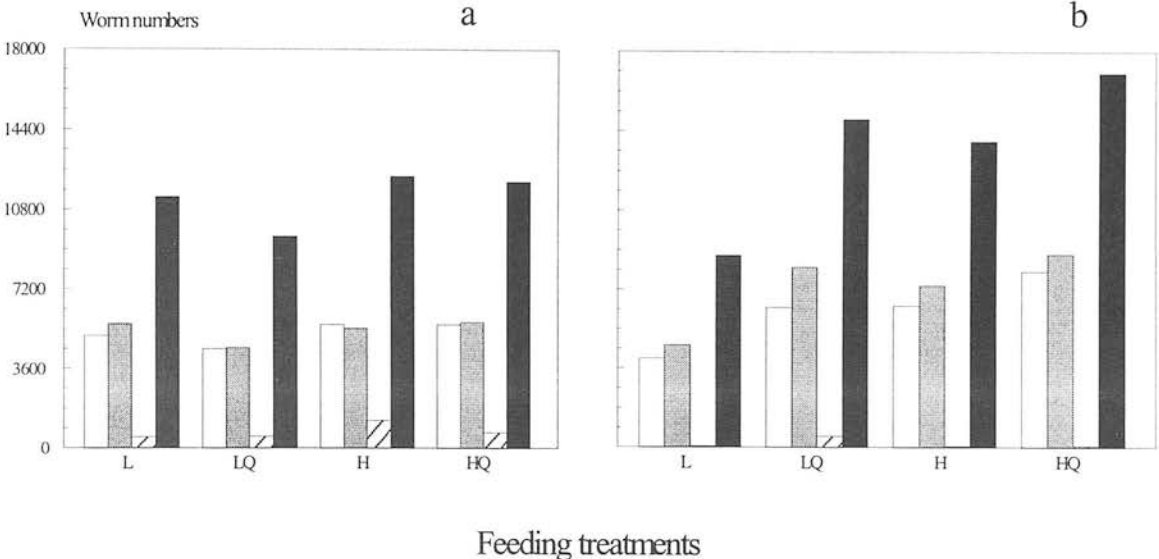 Worm numbers
a
b
18000
14400
10800
7200
3600
0
L LQ H HQ
L LQ H HQ
Feeding treatments